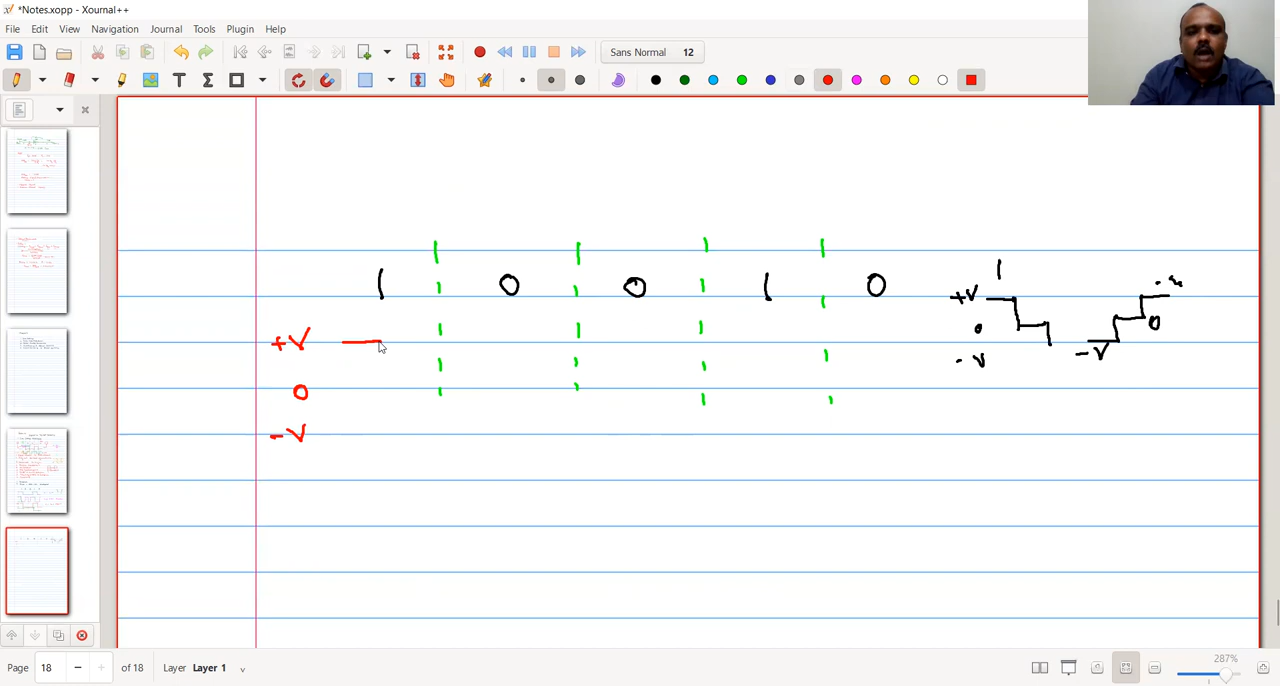 *Notes.xopp - Xournal++
File Edit View Navigation Journal Tools Plugin Help
Sans Normal 12
1 0 0 1 0
1
+V
0
-V
-V
0
+V
0
-V
Page 18 of 18 Layer Layer 1
287%